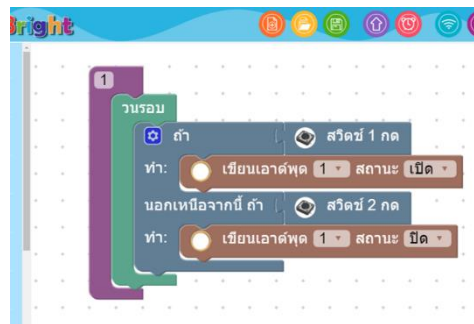 Bright
1
วนรอบ
ถ้า สวิตซ์ 1 กด
ทำ: เขียนเอาต์พุต 1 สถานะ เปิด
นอกเหนือจากนี้ ถ้า สวิตซ์ 2 กด
ทำ: เขียนเอาต์พุต 1 สถานะ ปิด